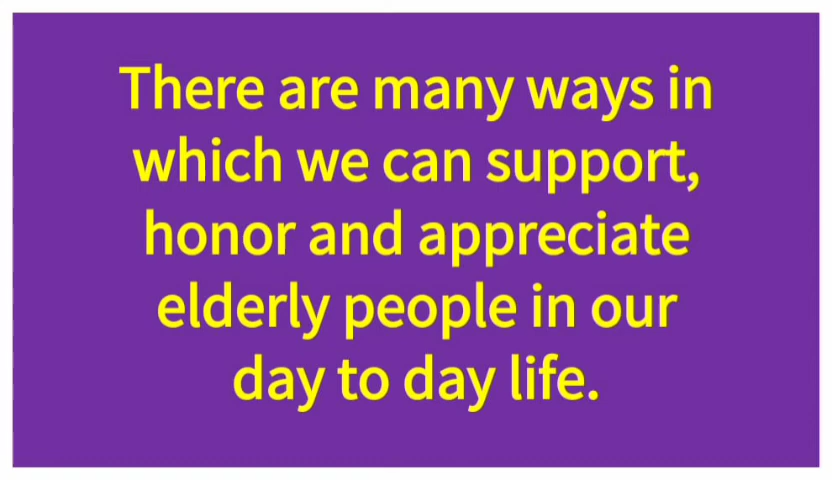 There are many ways in
which we can support,
honor and appreciate
elderly people in our
day to day life.